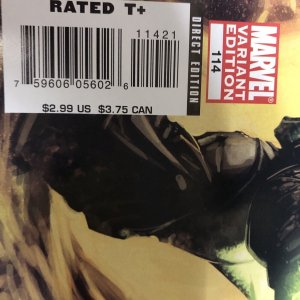 RATED T+
11421
7 59606 05602 6
$2.99 US $3.75 CAN
DIRECT EDITION
MARVEL
VARIANT
EDITION
114